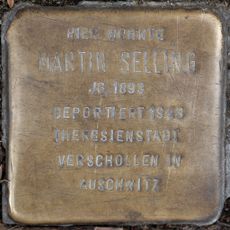 HIER WOHNTE
MARTIN SELLING
JG. 1893
DEPORTIERT 1943
THERESIENSTADT
VERSCHOLLEN IN
AUSCHWITZ